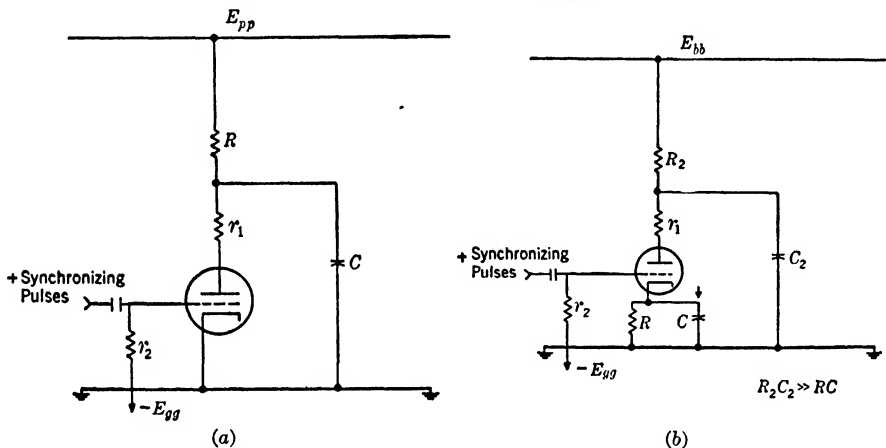 E_pp
R
r_1
C
+ Synchronizing
Pulses
r_2
-E_gg
(a)
E_bb
R_2
r_1
C_2
+ Synchronizing
Pulses
r_2
R
C
-E_gg
R_2C_2 ≫ RC
(b)